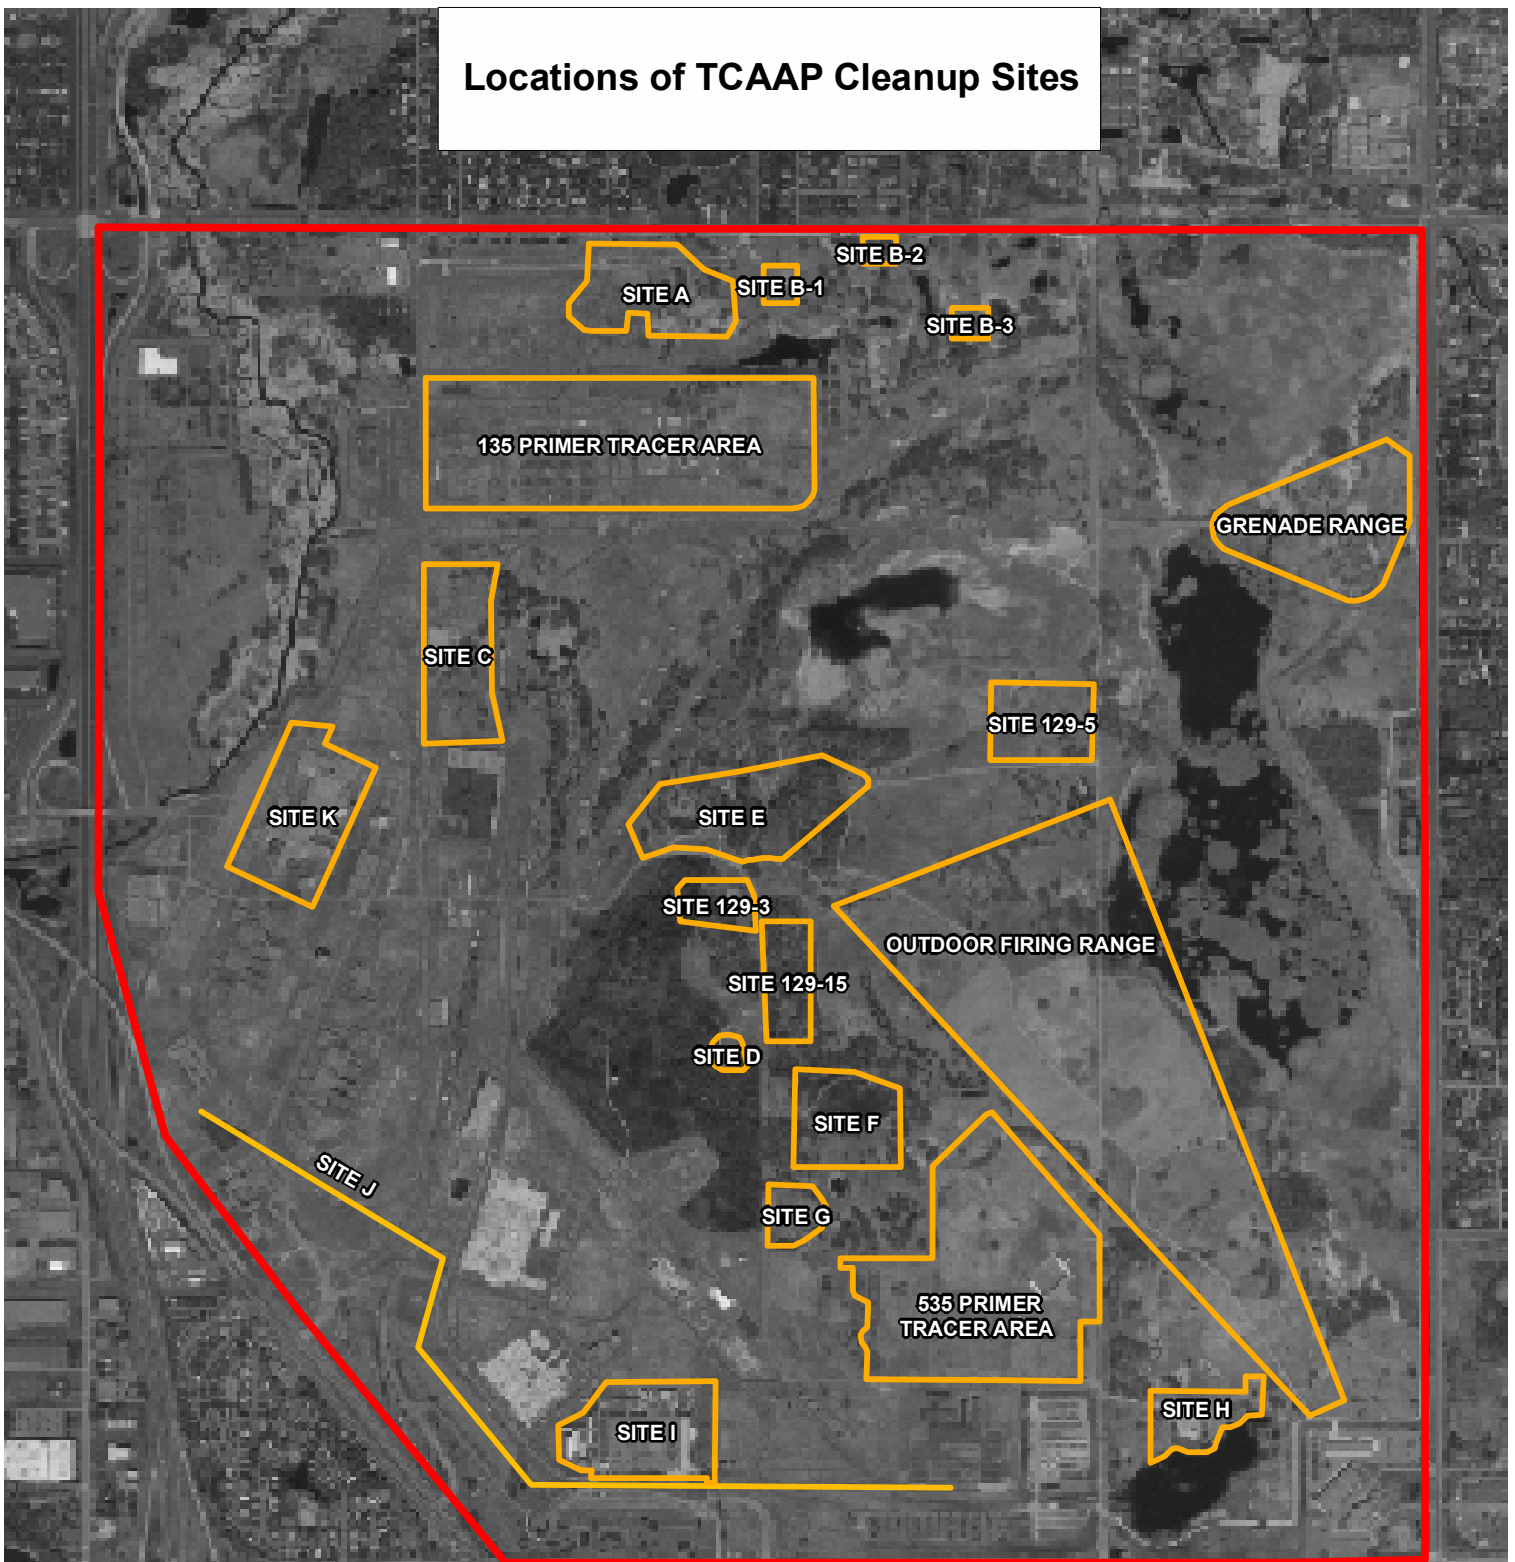 Locations of TCAAP Cleanup Sites
SITE B-2
SITE B-1
SITE A
SITE B-3
135 PRIMER TRACER AREA
GRENADE RANGE
SITE C
SITE 129-5
SITE K
SITE E
SITE 129-3
OUTDOOR FIRING RANGE
SITE 129-15
SITE D
SITE F
SITE J
SITE G
535 PRIMER
TRACER AREA
SITE H
SITE I